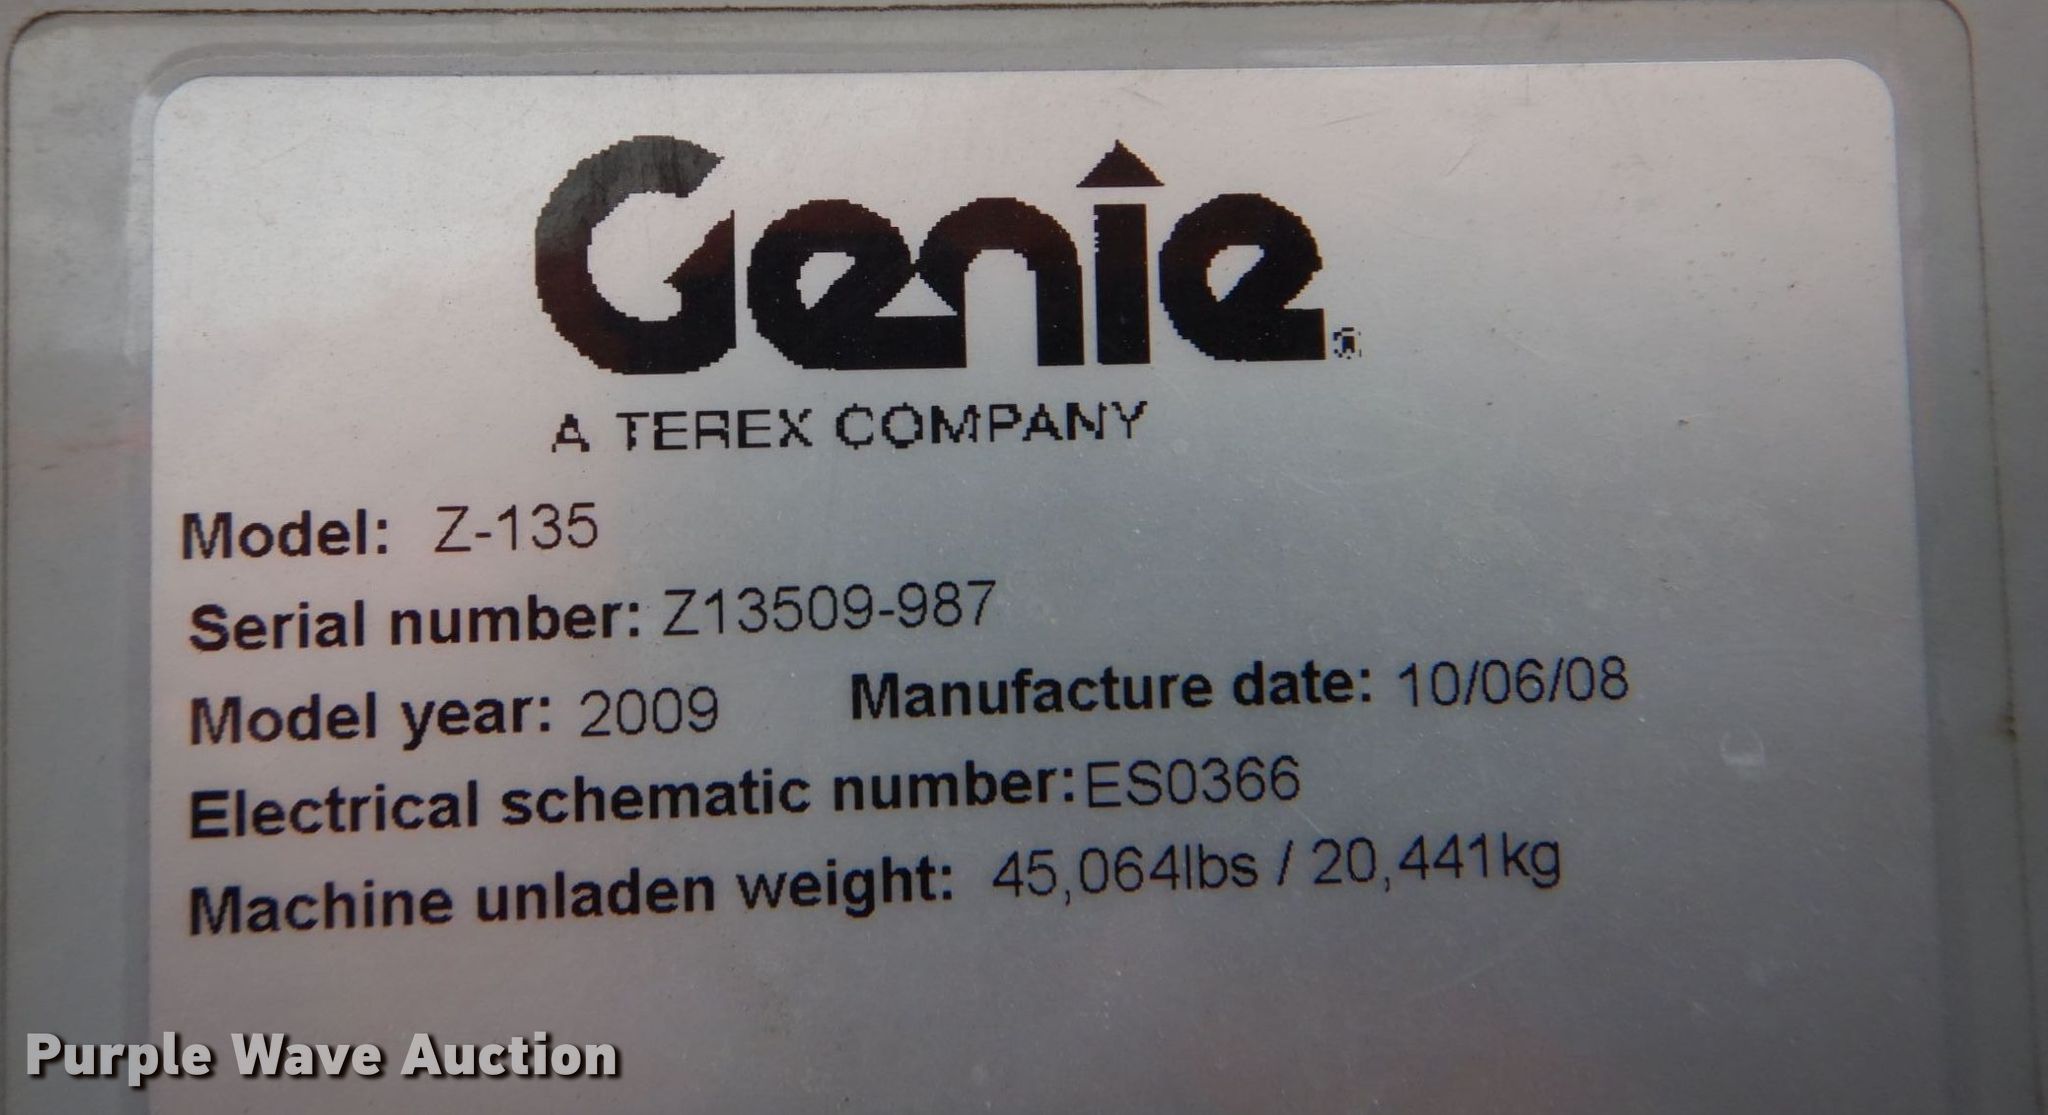 Genie®
A TEREX COMPANY
Model: Z-135
Serial number: Z13509-987
Model year: 2009 Manufacture date: 10/06/08
Electrical schematic number: ES0366
Machine unladen weight: 45,064lbs / 20,441kg
Purple Wave Auction